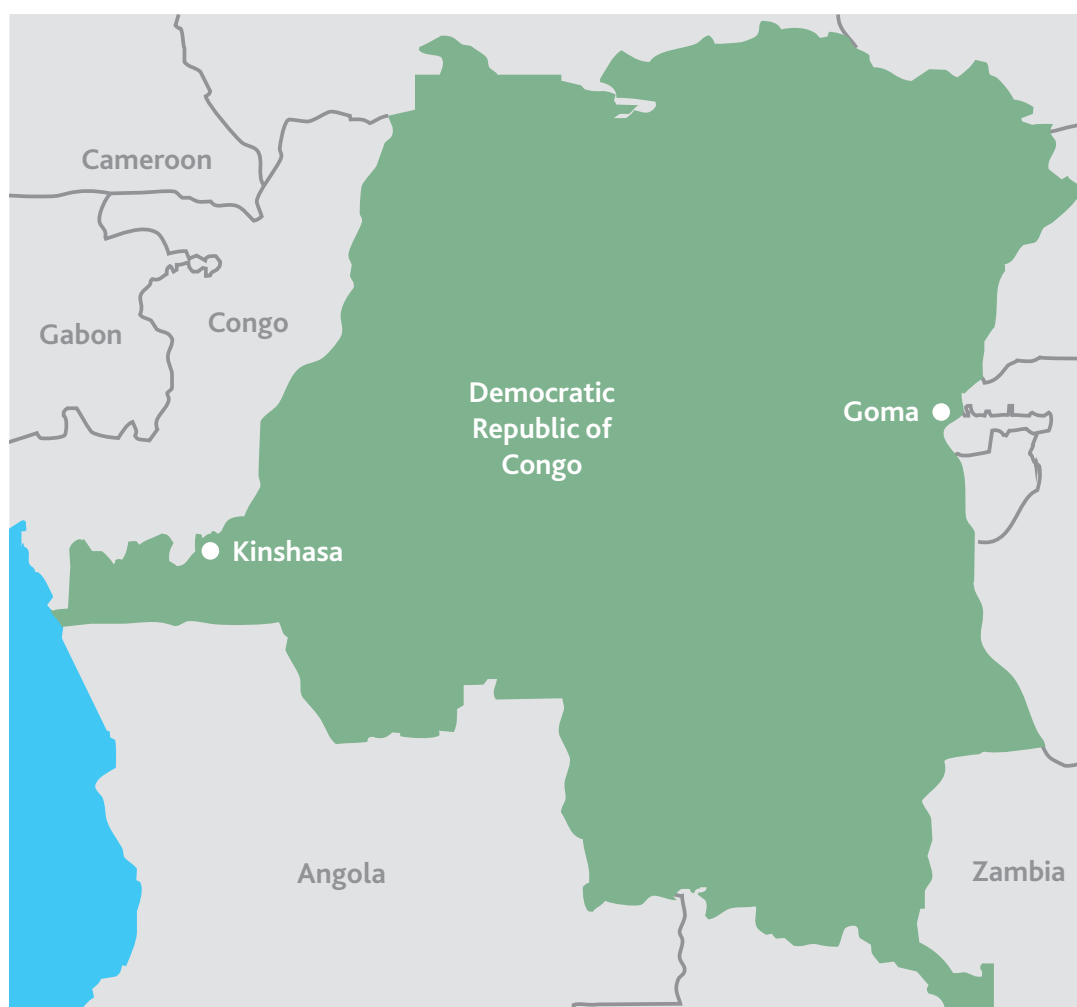 Cameroon
Congo
Gabon
Democratic
Republic of
Congo
Goma
Kinshasa
Angola
Zambia